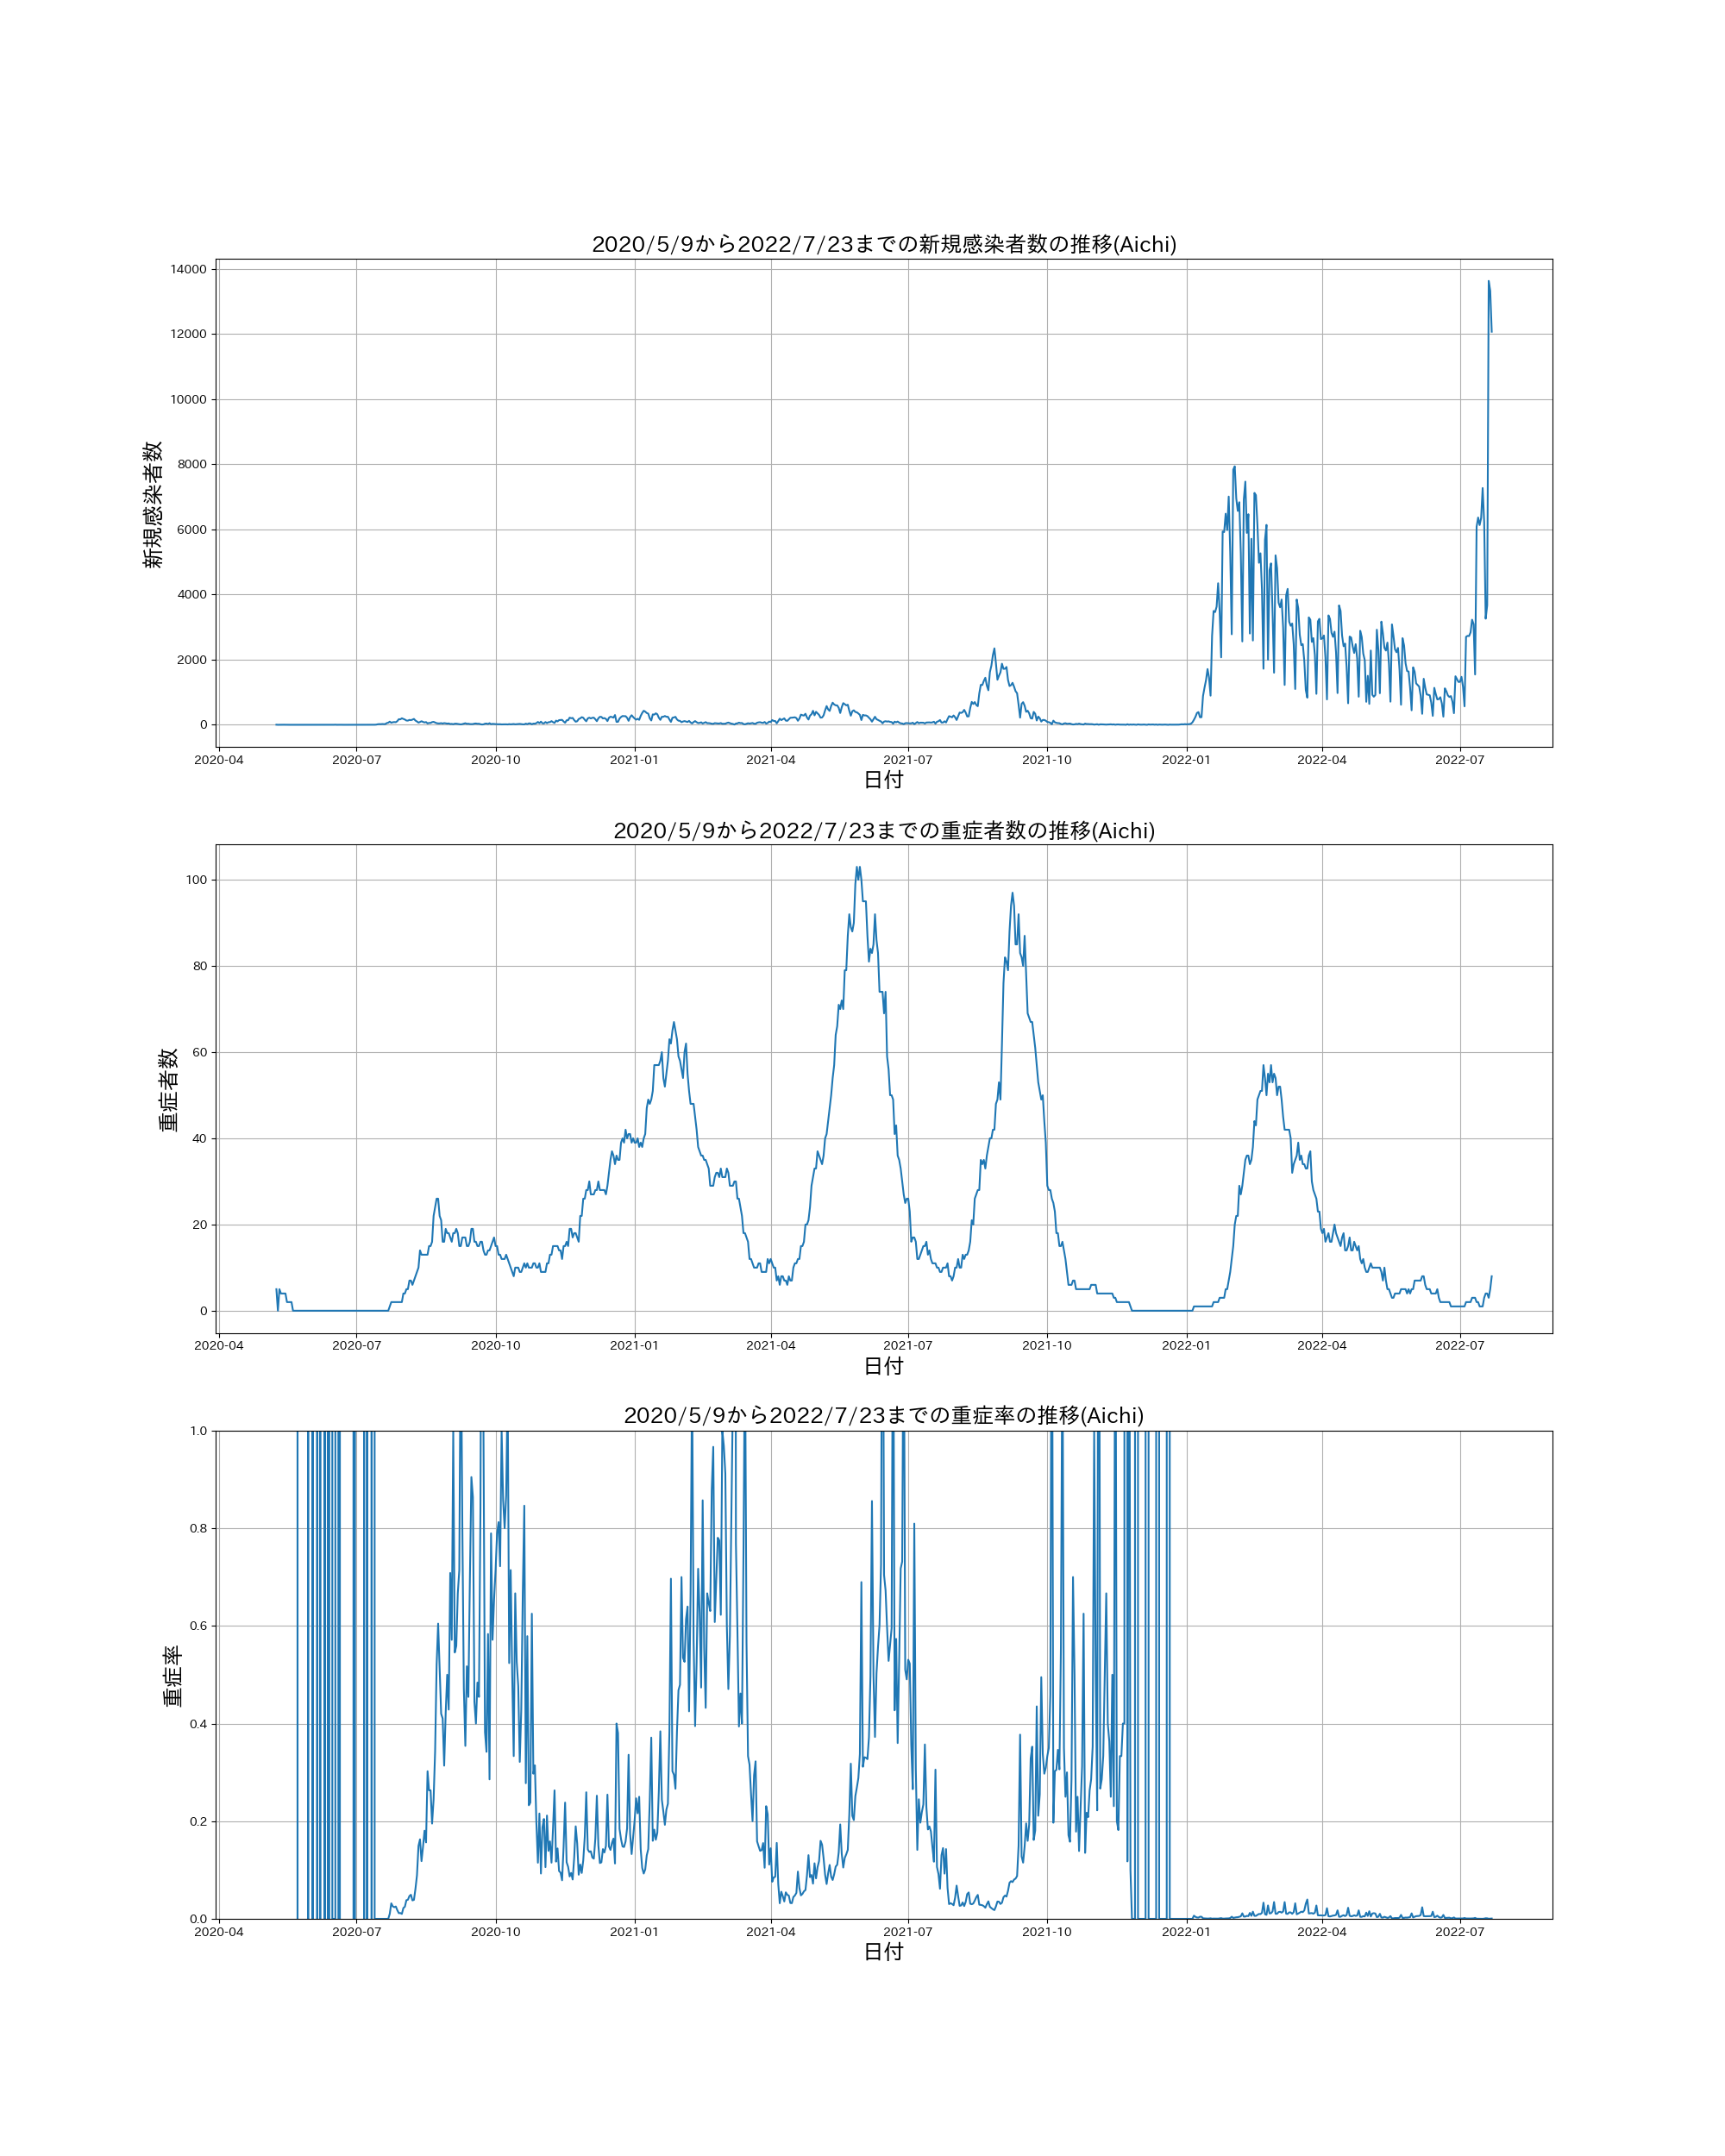 2020/5/9から2022/7/23までの新規感染者数の推移(Aichi)
新規感染者数
14000
12000
10000
8000
6000
4000
2000
0
2020-04 2020-07 2020-10 2021-01 2021-04 2021-07 2021-10 2022-01 2022-04 2022-07
日付
2020/5/9から2022/7/23までの重症者数の推移(Aichi)
重症者数
100
80
60
40
20
0
2020-04 2020-07 2020-10 2021-01 2021-04 2021-07 2021-10 2022-01 2022-04 2022-07
日付
2020/5/9から2022/7/23までの重症率の推移(Aichi)
重症率
1.0
0.8
0.6
0.4
0.2
0.0
2020-04 2020-07 2020-10 2021-01 2021-04 2021-07 2021-10 2022-01 2022-04 2022-07
日付